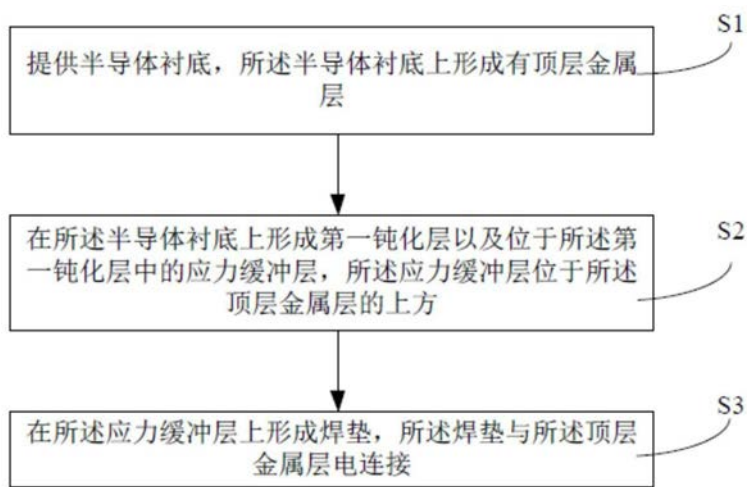 S1
提供半导体衬底，所述半导体衬底上形成有顶层金属
层
S2
在所述半导体衬底上形成第一钝化层以及位于所述第
一钝化层中的应力缓冲层，所述应力缓冲层位于所述
顶层金属层的上方
S3
在所述应力缓冲层上形成焊垫，所述焊垫与所述顶层
金属层电连接